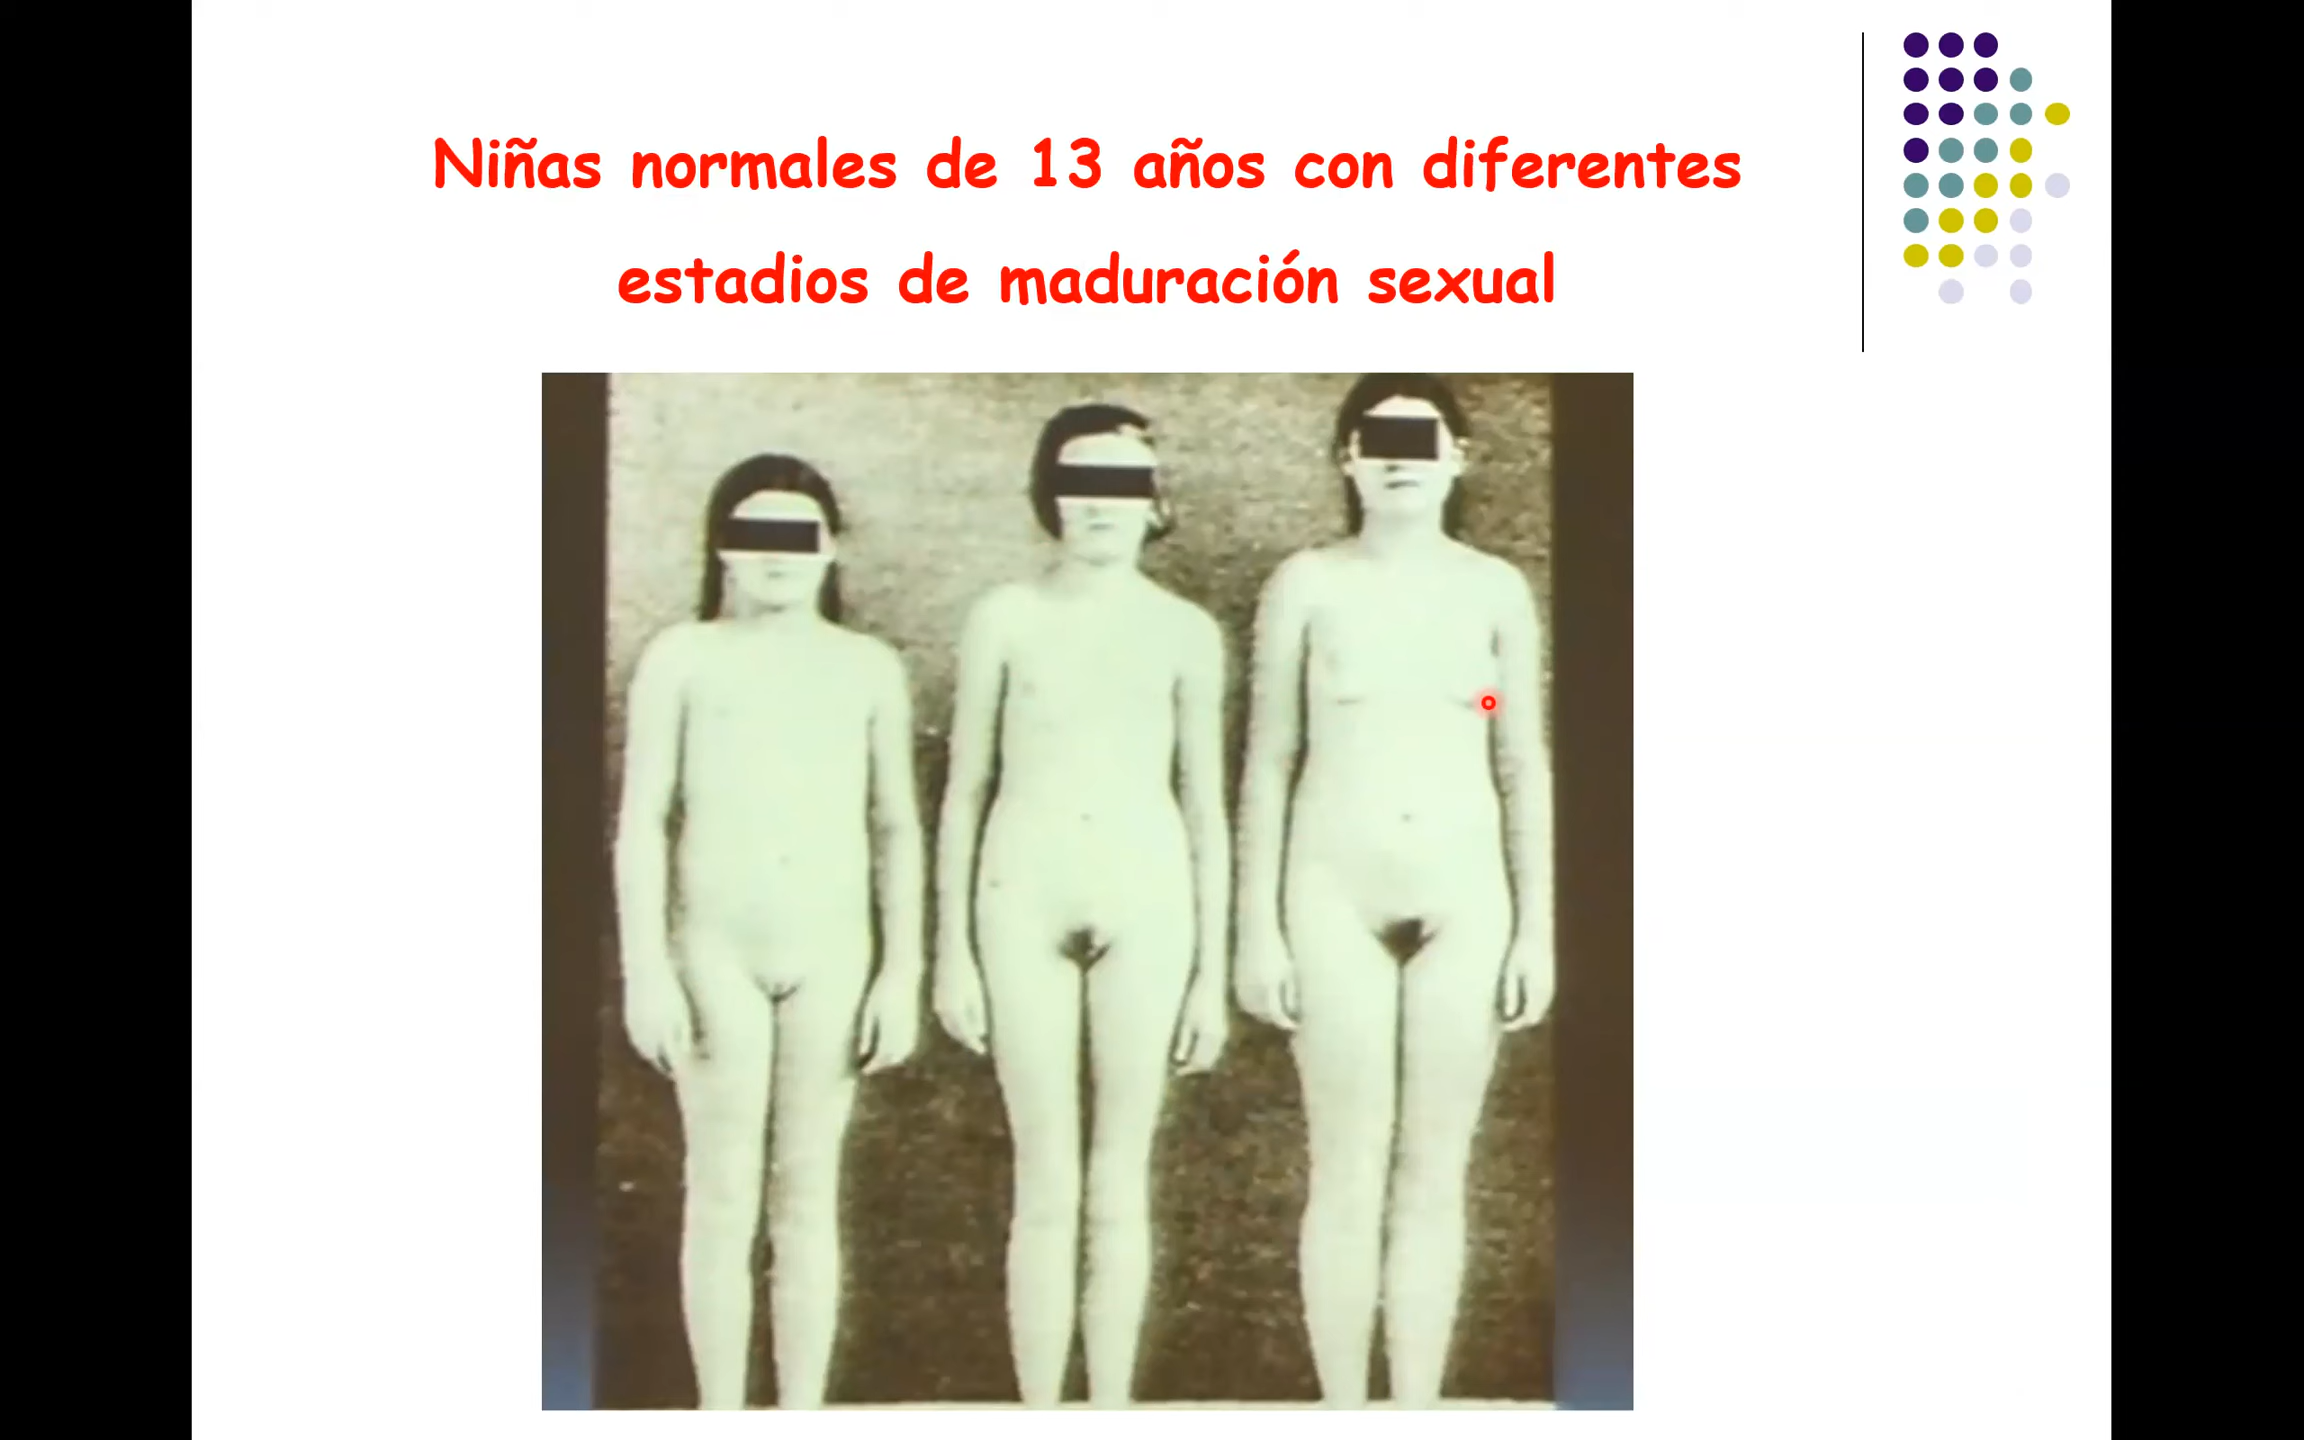 Niñas normales de 13 años con diferentes
estadios de maduración sexual